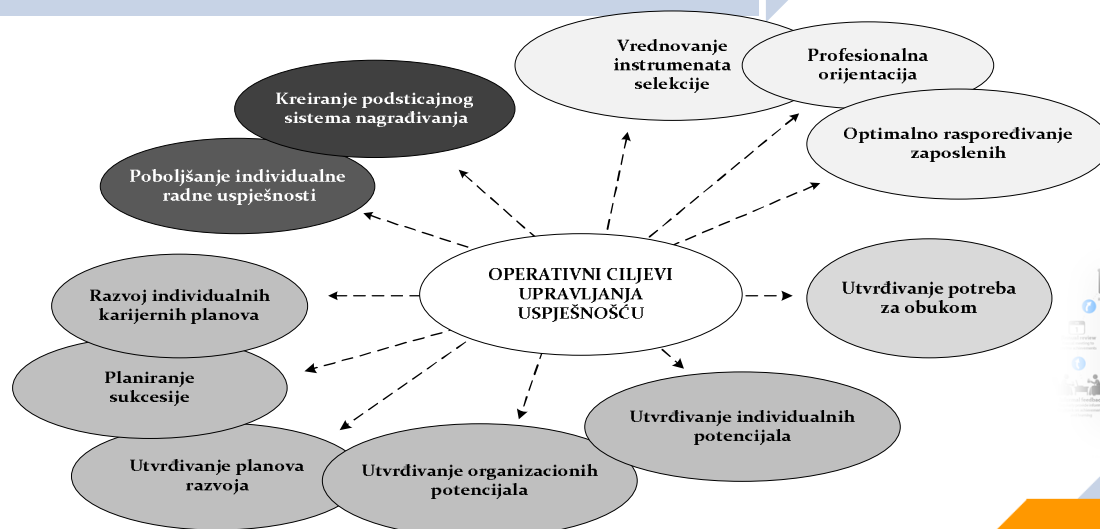 Vrednovanje
instrumenata
selekcije
Profesionalna
orijentacija
Kreiranje podsticajnog
sistema nagrađivanja
Optimalno raspoređivanje
zaposlenih
Poboljšanje individualne
radne uspješnosti
OPERATIVNI CILJEVI
UPRAVLJANJA
USPJEŠNOŠĆU
Utvrđivanje potreba
za obukom
Razvoj individualnih
karijernih planova
Planiranje
sukcesije
Utvrđivanje individualnih
potencijala
Utvrđivanje planova
razvoja
Utvrđivanje organizacionih
potencijala